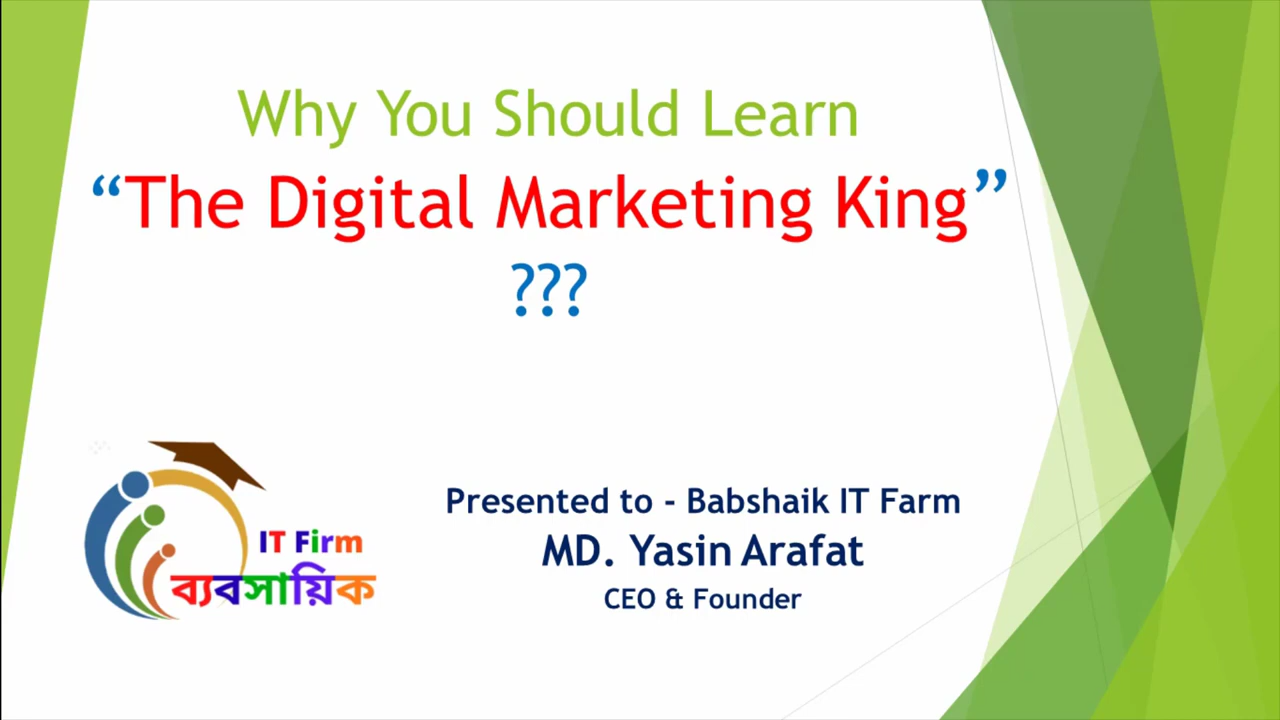 Why You Should Learn
“The Digital Marketing King”
???
IT Firm
ব্যবসায়িক
Presented to - Babshaik IT Farm
MD. Yasin Arafat
CEO & Founder